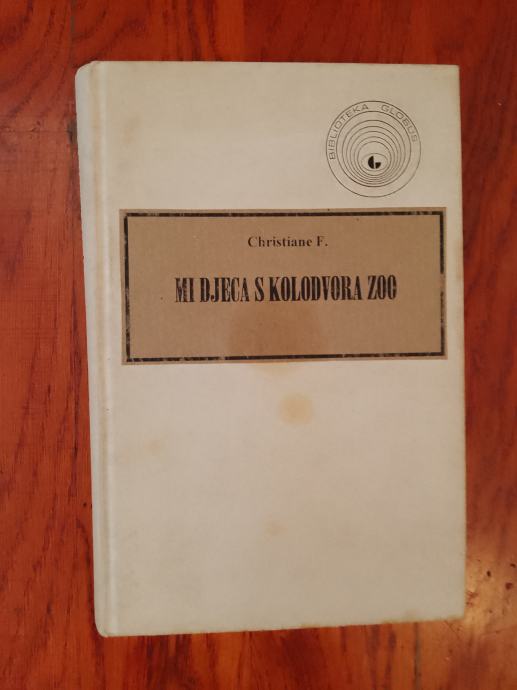 BIBLIOTEKA GLOBUS
G
Christiane F.
MI DJECA S KOLODVORA ZOO